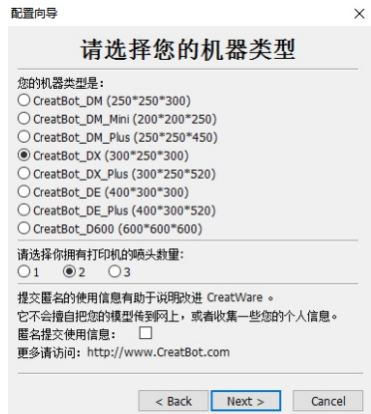 配置向导
请选择您的机器类型
您的机器类型是:
CreatBot_DM (250*250*300)
CreatBot_DM_Mini (200*200*250)
CreatBot_DM_Plus (250*250*450)
CreatBot_DX (300*250*300)
CreatBot_DX_Plus (300*250*520)
CreatBot_DE (400*300*300)
CreatBot_DE_Plus (400*300*520)
CreatBot_D600 (600*600*600)
请选择你拥有打印机的喷头数量:
1 2 3
提交匿名的使用信息有助于说明改进 CreatWare 。
它不会擅自把您的模型传到网上，或者收集一些您的个人信息。
匿名提交使用信息:
更多请访问: http://www.CreatBot.com
< Back Next > Cancel